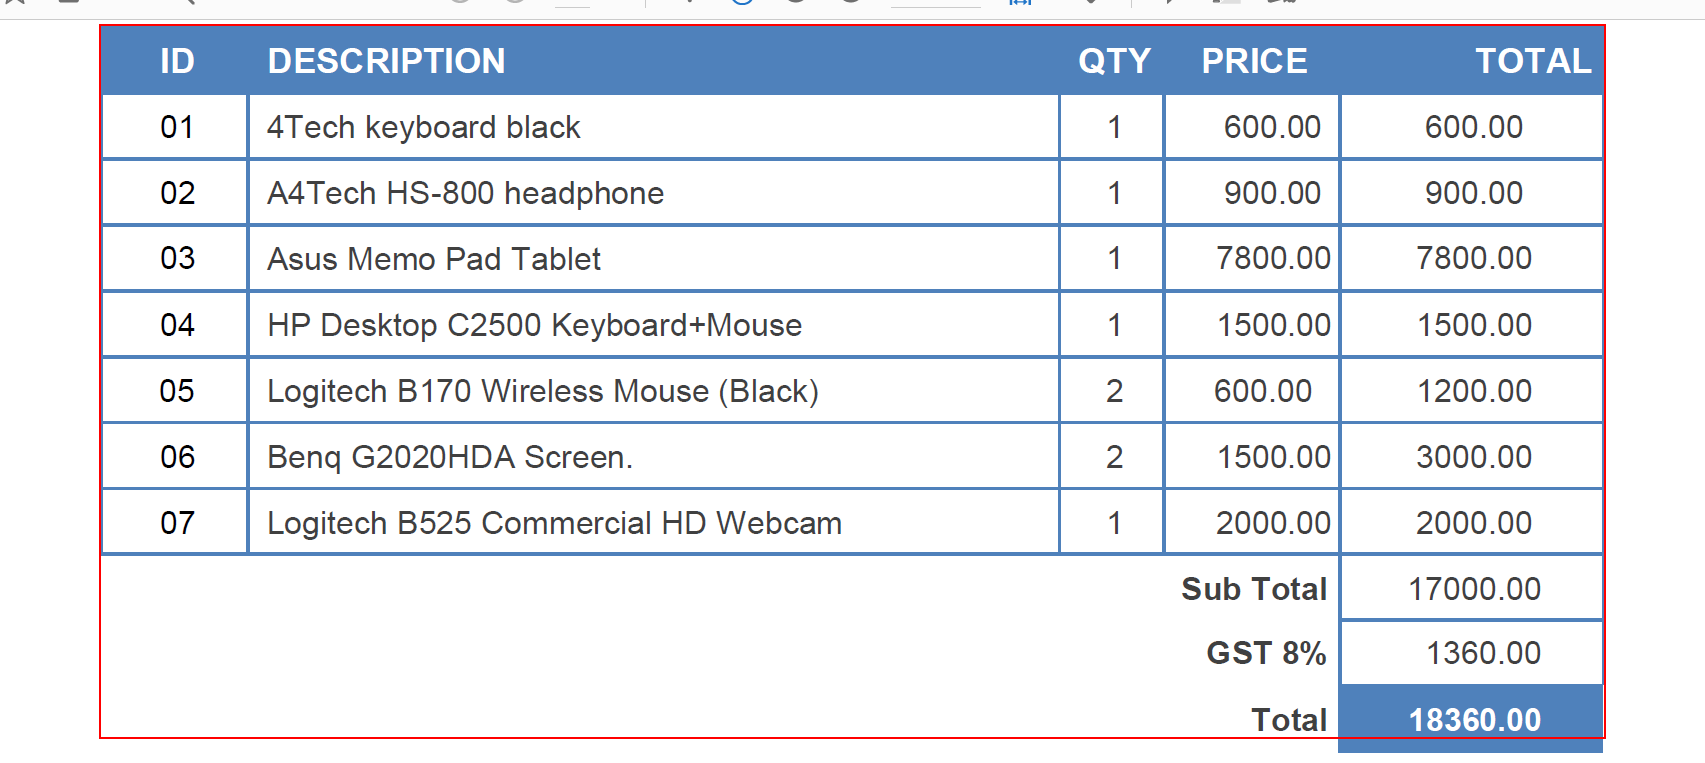 ID DESCRIPTION QTY PRICE TOTAL
01 4Tech keyboard black 1 600.00 600.00
02 A4Tech HS-800 headphone 1 900.00 900.00
03 Asus Memo Pad Tablet 1 7800.00 7800.00
04 HP Desktop C2500 Keyboard+Mouse 1 1500.00 1500.00
05 Logitech B170 Wireless Mouse (Black) 2 600.00 1200.00
06 Benq G2020HDA Screen. 2 1500.00 3000.00
07 Logitech B525 Commercial HD Webcam 1 2000.00 2000.00
Sub Total 17000.00
GST 8% 1360.00
Total 18360.00